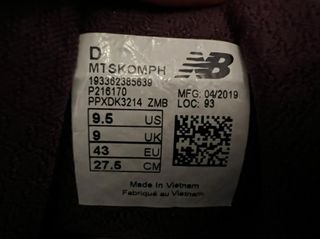 D
MTSKOMPH
193362385639
P216170
PPXDK3214 ZMB
NB
MFG: 04/2019
LOC: 93
9.5 US
9 UK
43 EU
27.5 CM
Made in Vietnam
Fabriqué au Vietnam